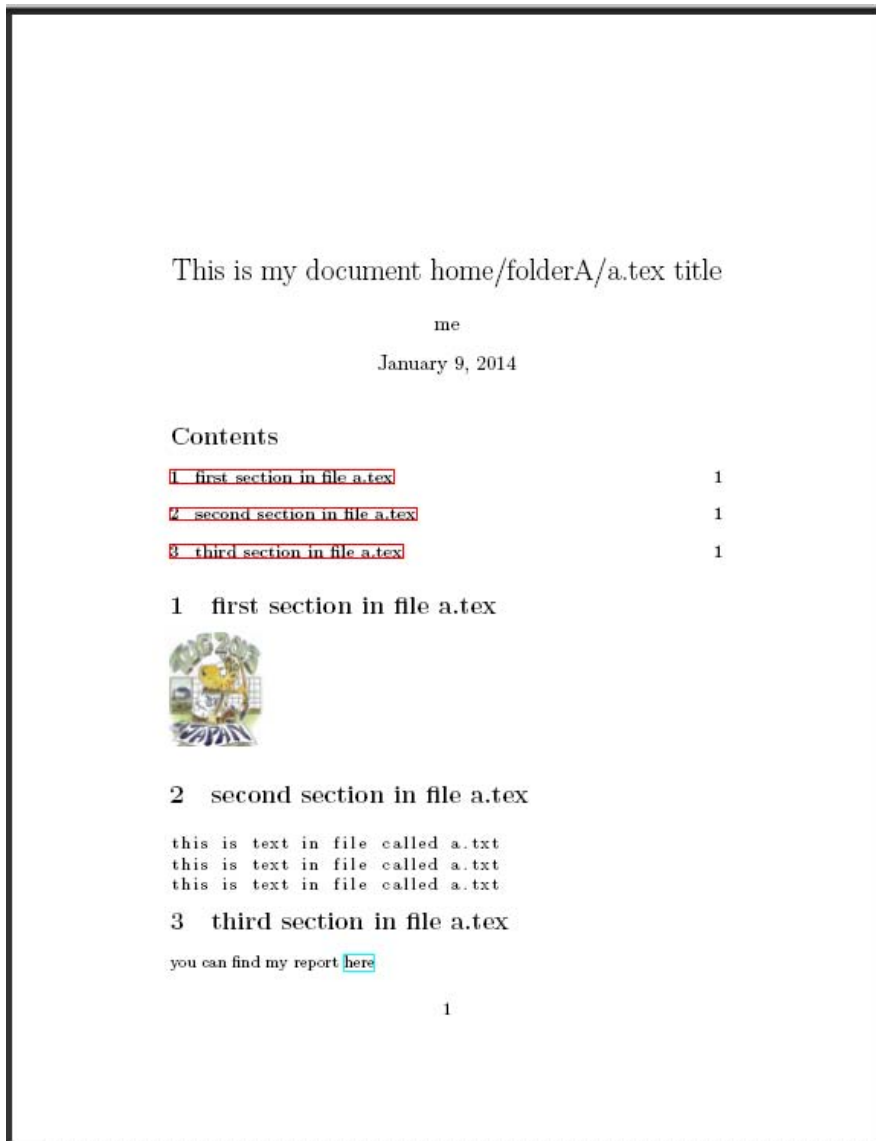 This is my document home/folderA/a.tex title
me
January 9, 2014
Contents
1 first section in file a.tex 1
2 second section in file a.tex 1
3 third section in file a.tex 1
1 first section in file a.tex
TUG 2013
JAPAN
2 second section in file a.tex
this is text in file called a.txt
this is text in file called a.txt
this is text in file called a.txt
3 third section in file a.tex
you can find my report here
1